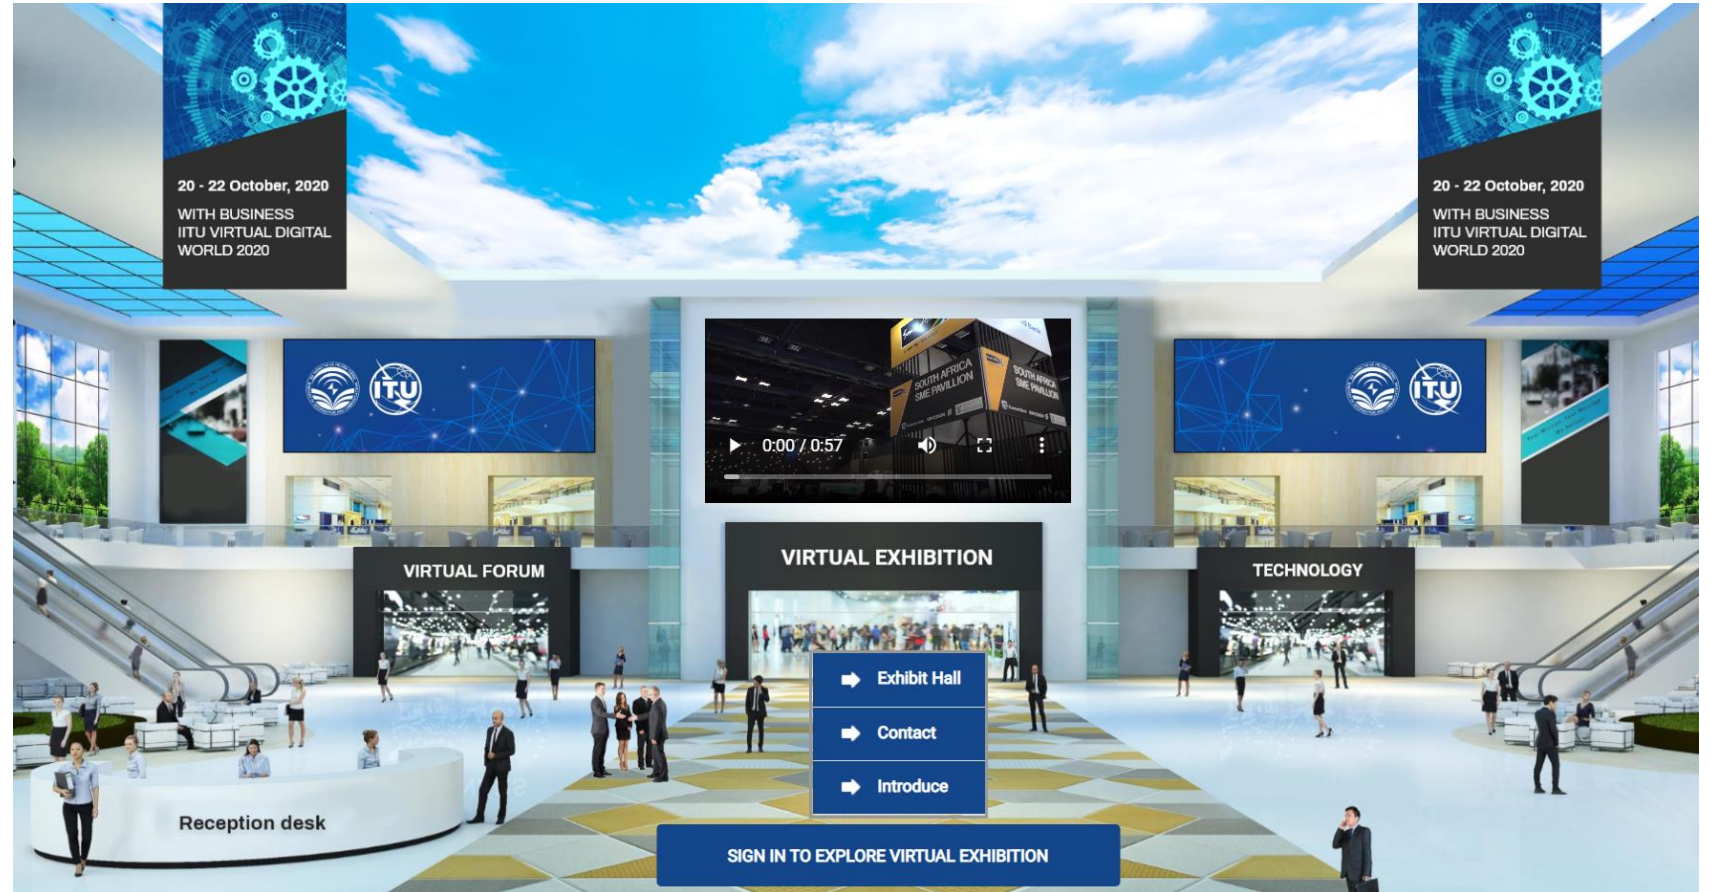 20 - 22 October, 2020
WITH BUSINESS
IITU VIRTUAL DIGITAL
WORLD 2020
20 - 22 October, 2020
WITH BUSINESS
IITU VIRTUAL DIGITAL
WORLD 2020
ITU
ITU
SOUTH AFRICA
SME PAVILLION
SOUTH AFRICA
SME PAVILLION
0:00 / 0:57
VIRTUAL FORUM
VIRTUAL EXHIBITION
TECHNOLOGY
Exhibit Hall
Contact
Introduce
Reception desk
SIGN IN TO EXPLORE VIRTUAL EXHIBITION